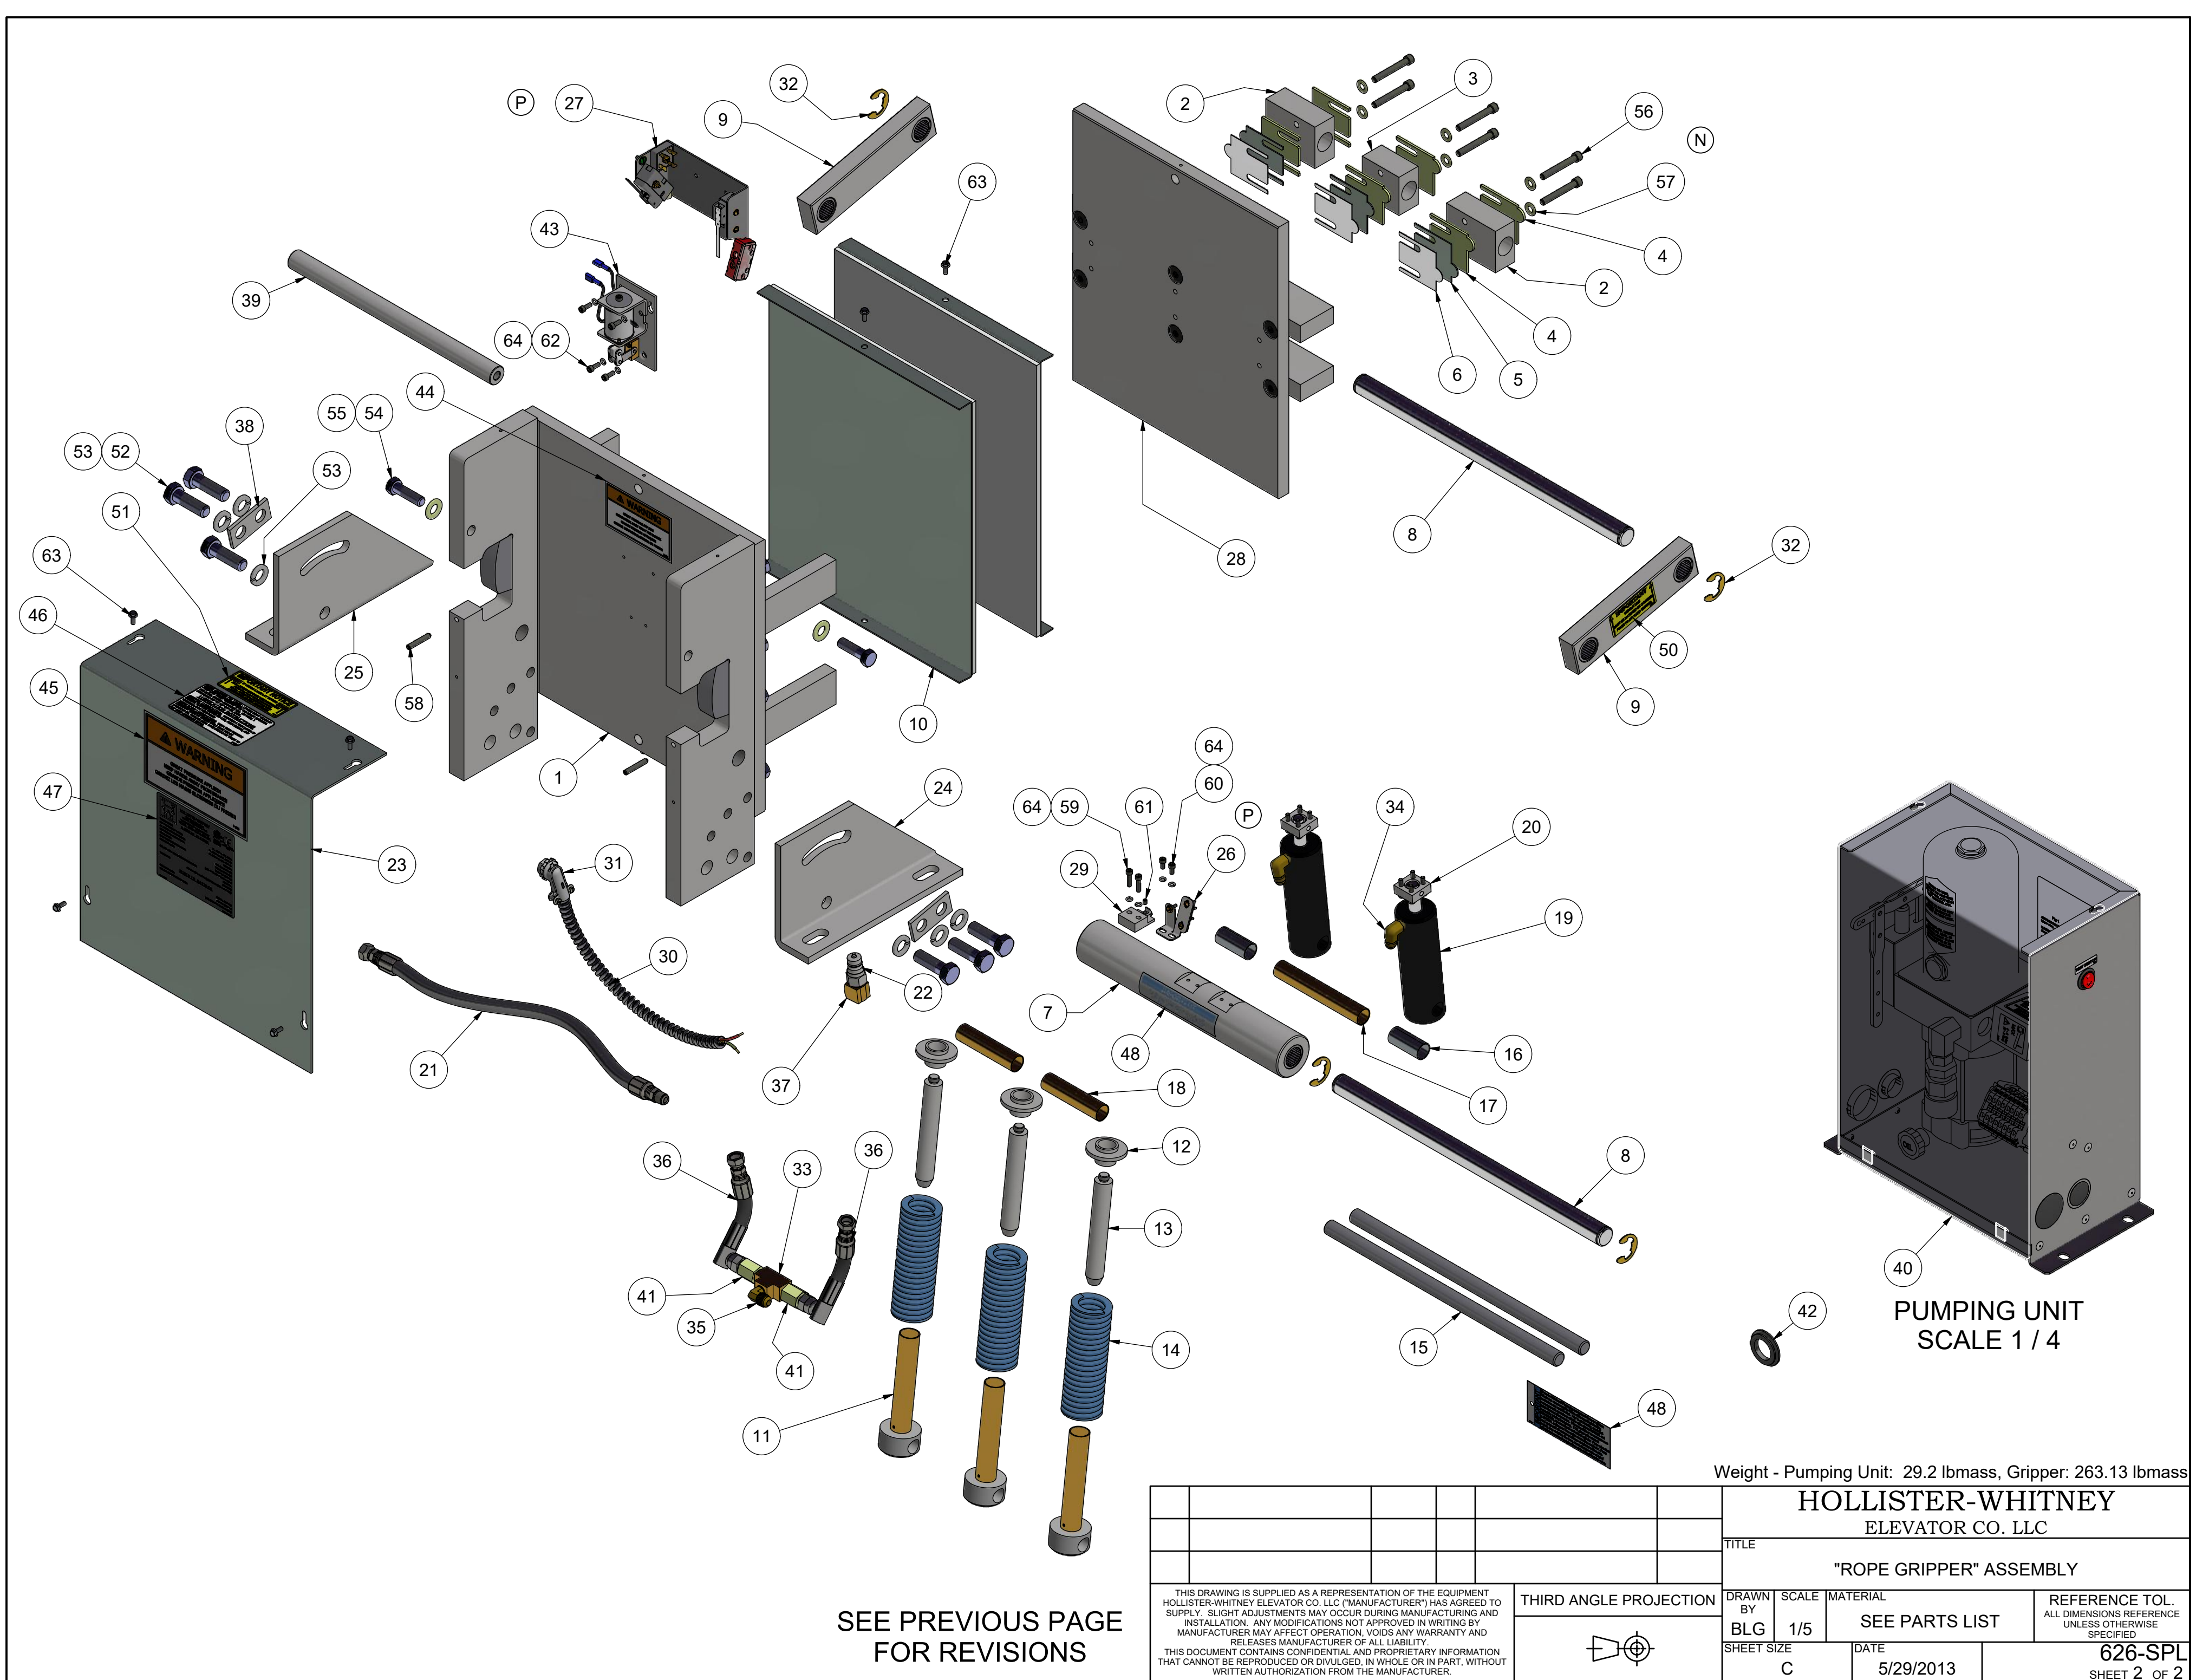 32
P
27
9
2
3
56
N
63
57
43
39
4
2
64 62
4
6
5
44
55 54
38
53 52
53
8
51
28
32
63
46
50
25
45
58
9
10
WARNING
WARNING
1
64
47
24
64 59
61
60
P
34
20
23
31
29
26
19
30
22
7
48
16
21
37
18
17
12
36
33
36
8
13
40
41
35
PUMPING UNIT
SCALE 1 / 4
42
14
15
41
48
11
Weight - Pumping Unit: 29.2 lbmass, Gripper: 263.13 lbmass
HOLLISTER-WHITNEY
ELEVATOR CO. LLC
TITLE
"ROPE GRIPPER" ASSEMBLY
SEE PREVIOUS PAGE
FOR REVISIONS
THIS DRAWING IS SUPPLIED AS A REPRESENTATION OF THE EQUIPMENT
HOLLISTER-WHITNEY ELEVATOR CO. LLC ("MANUFACTURER") HAS AGREED TO
SUPPLY. SLIGHT ADJUSTMENTS MAY OCCUR DURING MANUFACTURING AND
INSTALLATION. ANY MODIFICATIONS NOT APPROVED IN WRITING BY
MANUFACTURER MAY AFFECT OPERATION, VOIDS ANY WARRANTY AND
RELEASES MANUFACTURER OF ALL LIABILITY.
THIS DOCUMENT CONTAINS CONFIDENTIAL AND PROPRIETARY INFORMATION
THAT CANNOT BE REPRODUCED OR DIVULGED, IN WHOLE OR IN PART, WITHOUT
WRITTEN AUTHORIZATION FROM THE MANUFACTURER.
THIRD ANGLE PROJECTION
DRAWN BY
BLG
SCALE
1/5
MATERIAL
SEE PARTS LIST
REFERENCE TOL.
ALL DIMENSIONS REFERENCE
UNLESS OTHERWISE
SPECIFIED
SHEET SIZE
C
DATE
5/29/2013
626-SPL
SHEET 2 OF 2